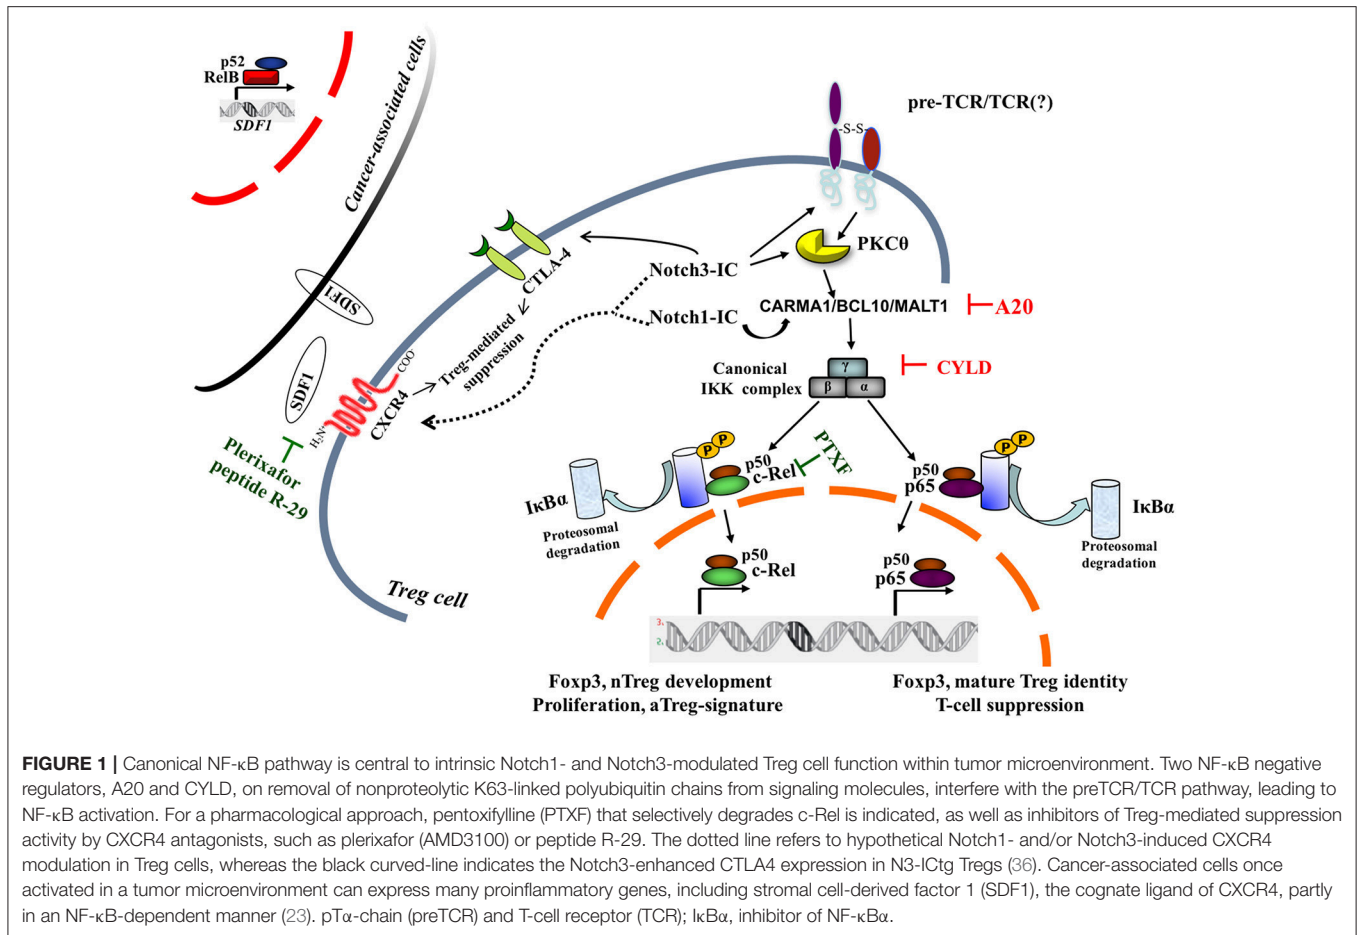 p52
RelB
SDF1
Cancer-associated cells
pre-TCR/TCR(?)
-S-S-
PKCθ
CTLA-4
Notch3-IC
SDF1
Notch1-IC
CARMA1/BCL10/MALT1
A20
Treg-mediated
suppression
COO-
SDF1
CXCR4
H2N+
Canonical
IKK complex
γ
β
α
CYLD
Plerixafor
peptide R-29
P
P
p50
c-Rel
PTXF
P
P
p50
p65
IκBα
Proteosomal
degradation
IκBα
Proteosomal
degradation
p50
c-Rel
p50
p65
Treg cell
Foxp3, nTreg development
Proliferation, aTreg-signature
Foxp3, mature Treg identity
T-cell suppression
FIGURE 1 | Canonical NF-κB pathway is central to intrinsic Notch1- and Notch3-modulated Treg cell function within tumor microenvironment. Two NF-κB negative
regulators, A20 and CYLD, on removal of nonproteolytic K63-linked polyubiquitin chains from signaling molecules, interfere with the preTCR/TCR pathway, leading to
NF-κB activation. For a pharmacological approach, pentoxifylline (PTXF) that selectively degrades c-Rel is indicated, as well as inhibitors of Treg-mediated suppression
activity by CXCR4 antagonists, such as plerixafor (AMD3100) or peptide R-29. The dotted line refers to hypothetical Notch1- and/or Notch3-induced CXCR4
modulation in Treg cells, whereas the black curved-line indicates the Notch3-enhanced CTLA4 expression in N3-ICtg Tregs (36). Cancer-associated cells once
activated in a tumor microenvironment can express many proinflammatory genes, including stromal cell-derived factor 1 (SDF1), the cognate ligand of CXCR4, partly
in an NF-κB-dependent manner (23). pTα-chain (preTCR) and T-cell receptor (TCR); IκBα, inhibitor of NF-κBα.